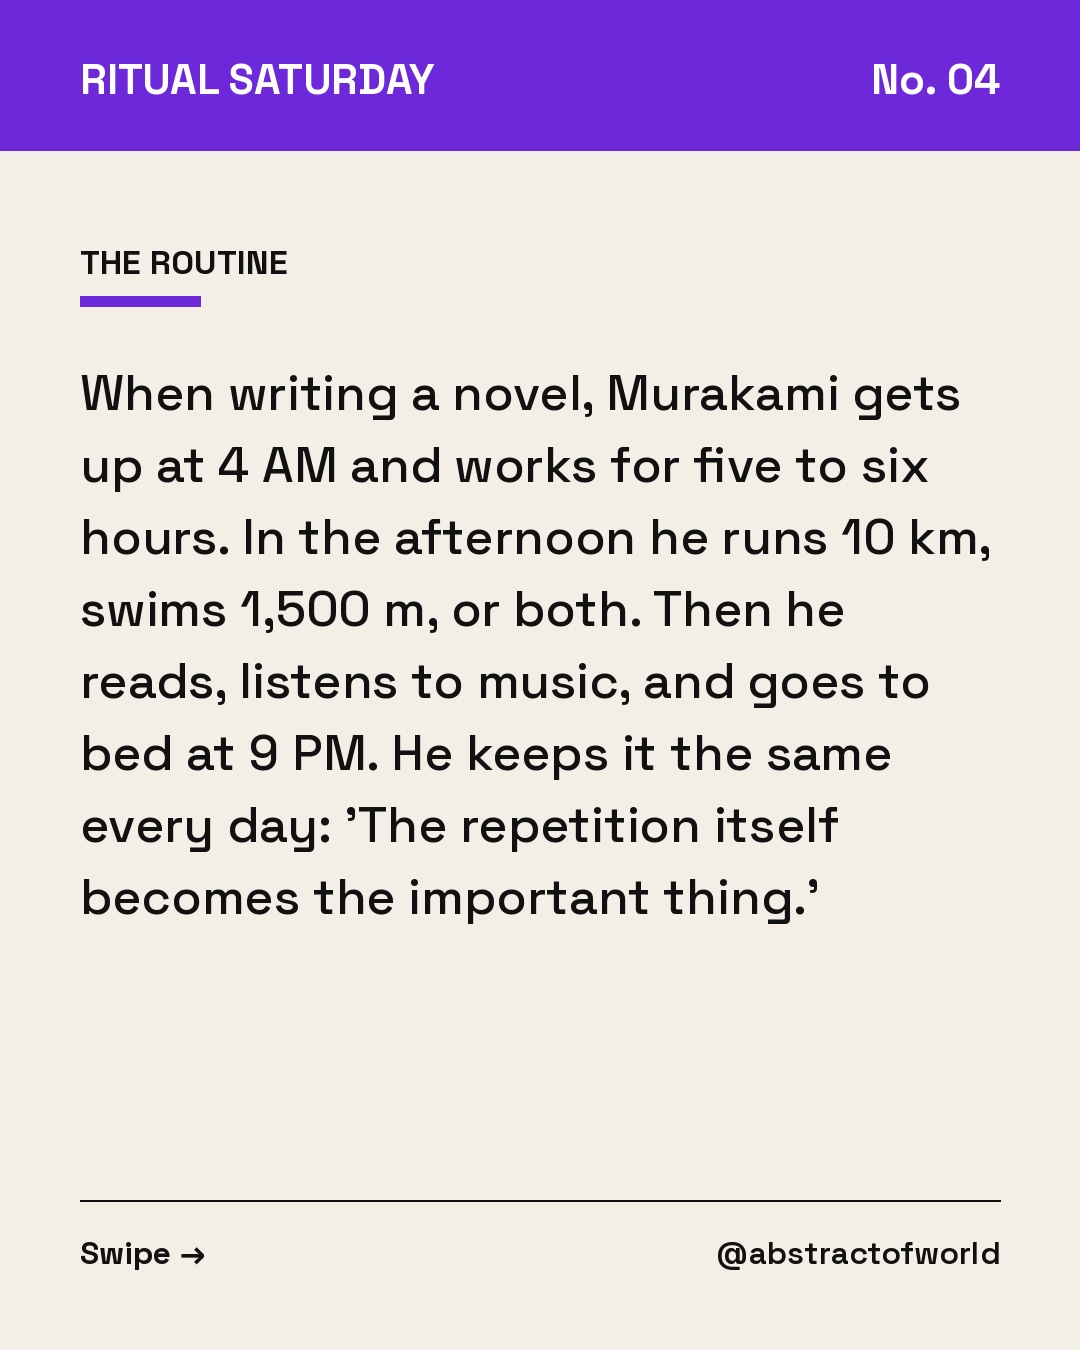 RITUAL SATURDAY
No. 04
THE ROUTINE
When writing a novel, Murakami gets
up at 4 AM and works for five to six
hours. In the afternoon he runs 10 km,
swims 1,500 m, or both. Then he
reads, listens to music, and goes to
bed at 9 PM. He keeps it the same
every day: ’The repetition itself
becomes the important thing.’
Swipe →
@abstractofworld